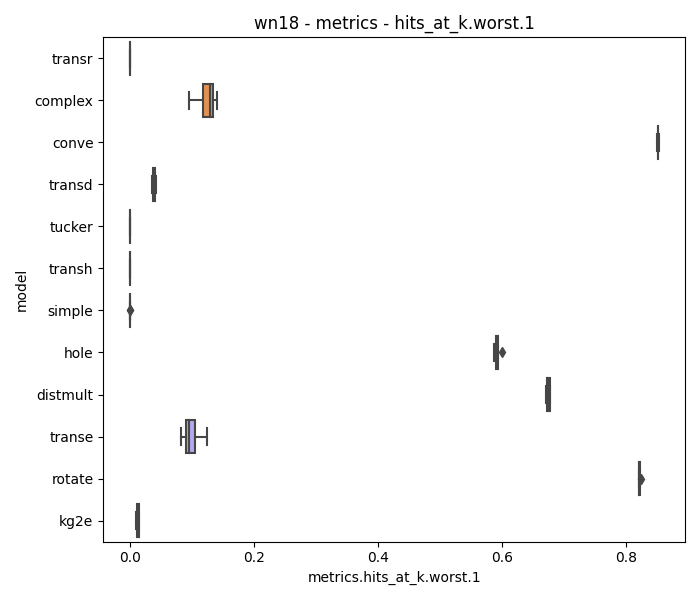 wn18 - metrics - hits_at_k.worst.1
transr
complex
conve
transd
tucker
transh
simple
hole
distmult
transe
rotate
kg2e
model
0.0 0.2 0.4 0.6 0.8
metrics.hits_at_k.worst.1